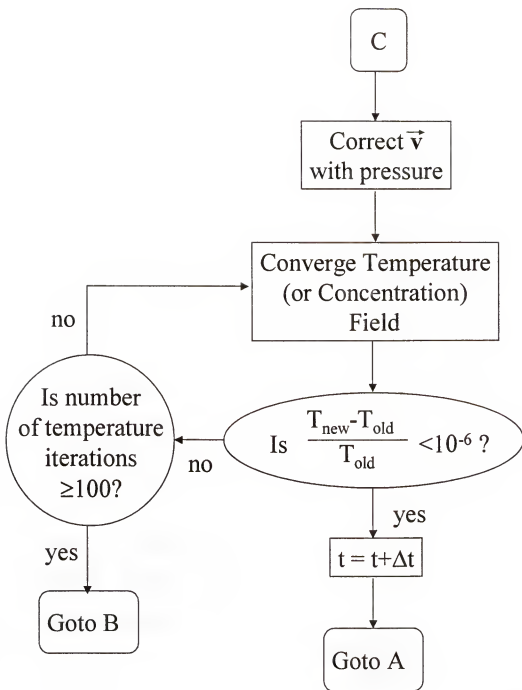 C
Correct v⃗
with pressure
Converge Temperature
(or Concentration)
Field
no
Is number
of temperature
iterations
≥100?
no
Is (T_new-T_old)/T_old <10⁻⁶ ?
yes
yes
t = t+Δt
Goto B
Goto A